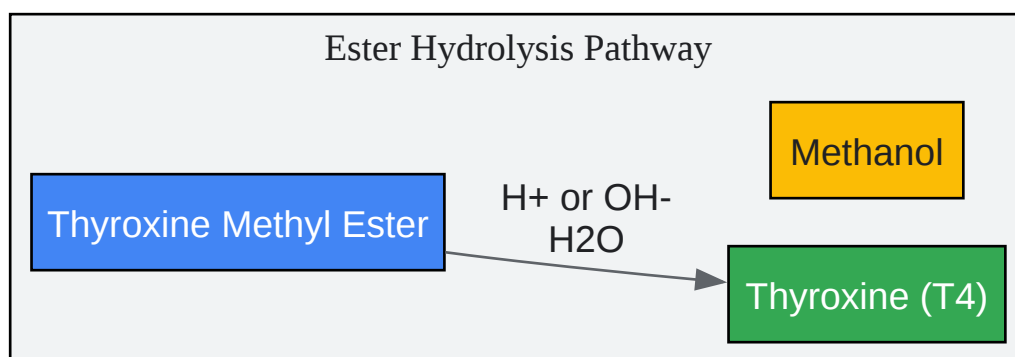 Ester Hydrolysis Pathway
Methanol
Thyroxine Methyl Ester
H+ or OH-
H2O
Thyroxine (T4)